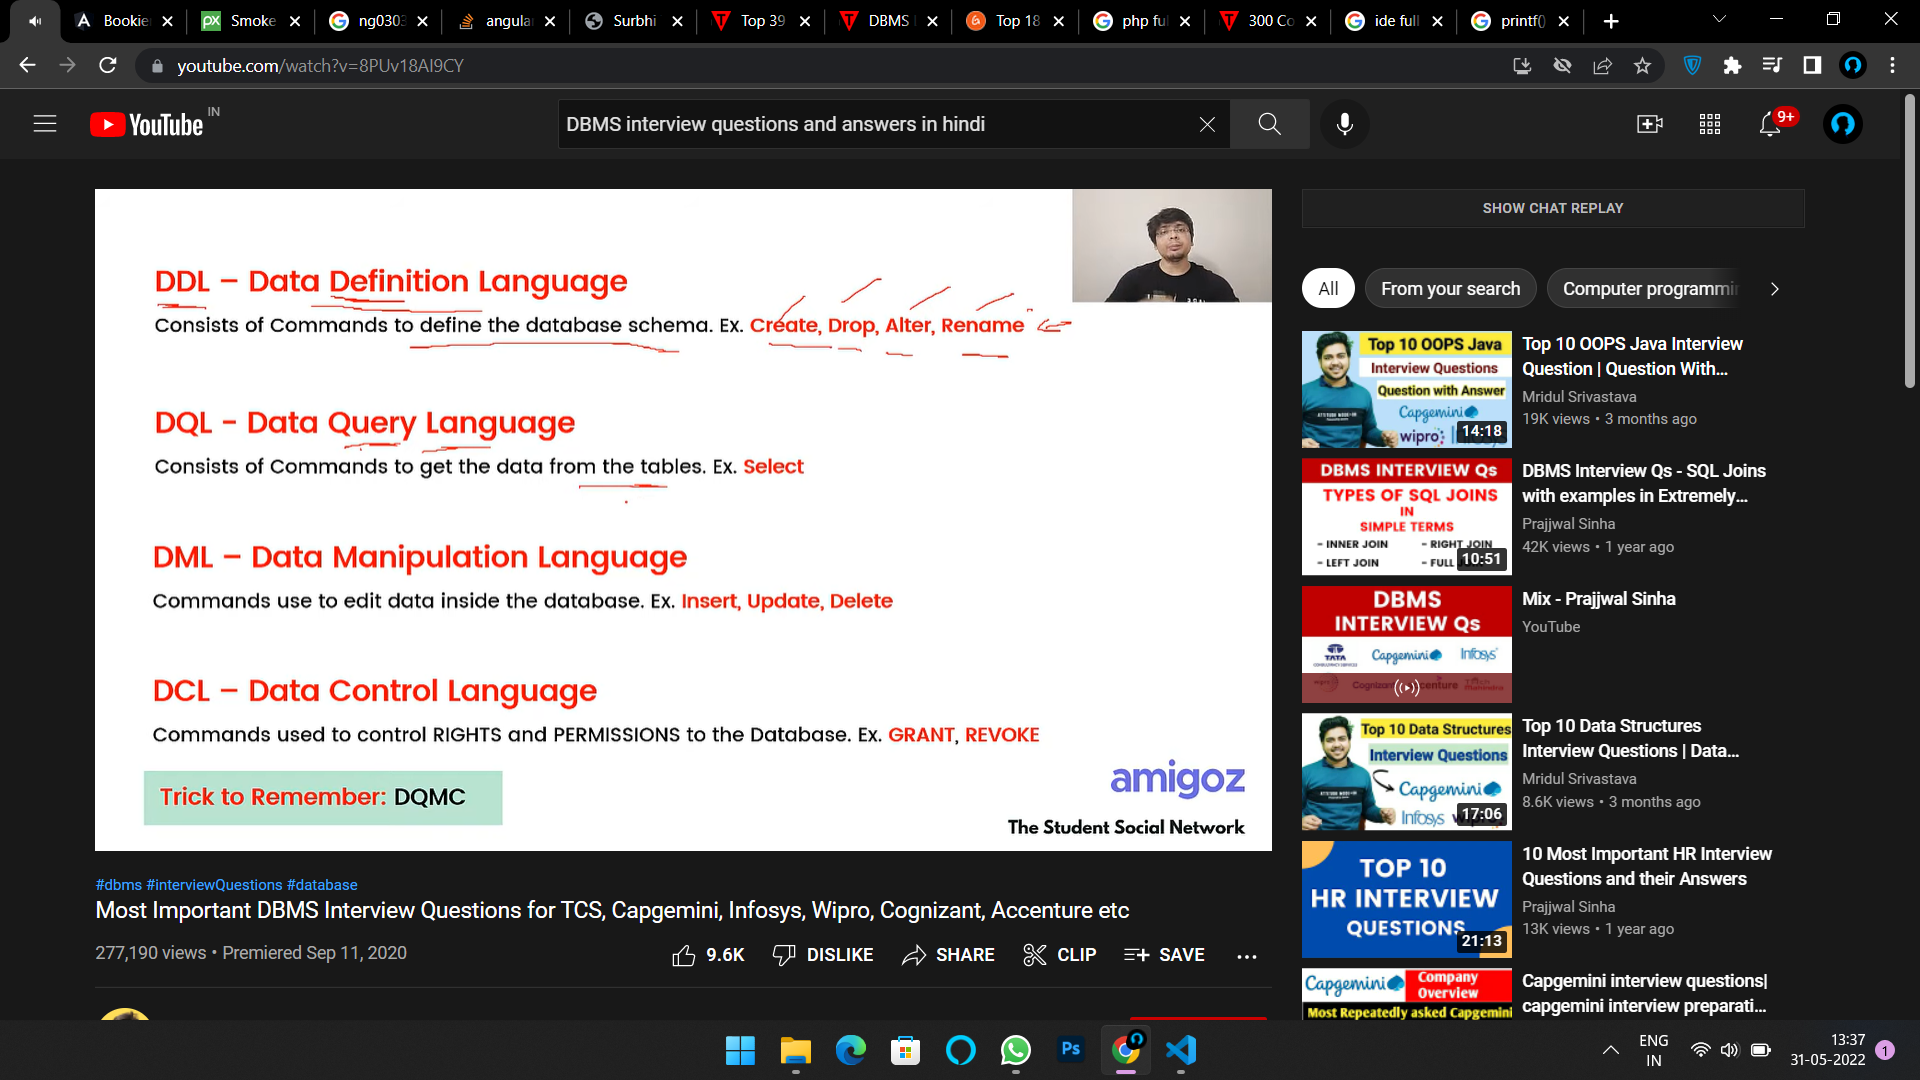 Bookie
Smoke
ng0303
angula
Surbhi
Top 39
DBMS
Top 18
php ful
300 Co
ide full
printf()
youtube.com/watch?v=8PUv18Al9CY
YouTube IN
DBMS interview questions and answers in hindi
9+
DDL – Data Definition Language
Consists of Commands to define the database schema. Ex. Create, Drop, Alter, Rename
DQL - Data Query Language
Consists of Commands to get the data from the tables. Ex. Select
DML – Data Manipulation Language
Commands use to edit data inside the database. Ex. Insert, Update, Delete
DCL – Data Control Language
Commands used to control RIGHTS and PERMISSIONS to the Database. Ex. GRANT, REVOKE
Trick to Remember: DQMC
amigoz
The Student Social Network
#dbms #interviewQuestions #database
Most Important DBMS Interview Questions for TCS, Capgemini, Infosys, Wipro, Cognizant, Accenture etc
277,190 views • Premiered Sep 11, 2020
9.6K
DISLIKE
SHARE
CLIP
SAVE
SHOW CHAT REPLAY
All
From your search
Computer programmi
Top 10 OOPS Java
Interview Questions
Question with Answer
Capgemini
wipro
14:18
Top 10 OOPS Java Interview
Question | Question With...
Mridul Srivastava
19K views • 3 months ago
DBMS INTERVIEW Qs
TYPES OF SQL JOINS
IN
SIMPLE TERMS
- INNER JOIN - RIGHT JOIN
- LEFT JOIN - FULL
10:51
DBMS Interview Qs - SQL Joins
with examples in Extremely...
Prajjwal Sinha
42K views • 1 year ago
DBMS
INTERVIEW Qs
TATA
Capgemini
Infosys
Mix - Prajjwal Sinha
YouTube
Top 10 Data Structures
Interview Questions
Capgemini
Infosys
17:06
Top 10 Data Structures
Interview Questions | Data...
Mridul Srivastava
8.6K views • 3 months ago
TOP 10
HR INTERVIEW
QUESTIONS
21:13
10 Most Important HR Interview
Questions and their Answers
Prajjwal Sinha
13K views • 1 year ago
Capgemini
Company
Overview
Most Repeatedly asked Capgemini
Capgemini interview questions|
capgemini interview preparati...
Ps
ENG
IN
13:37
31-05-2022
1